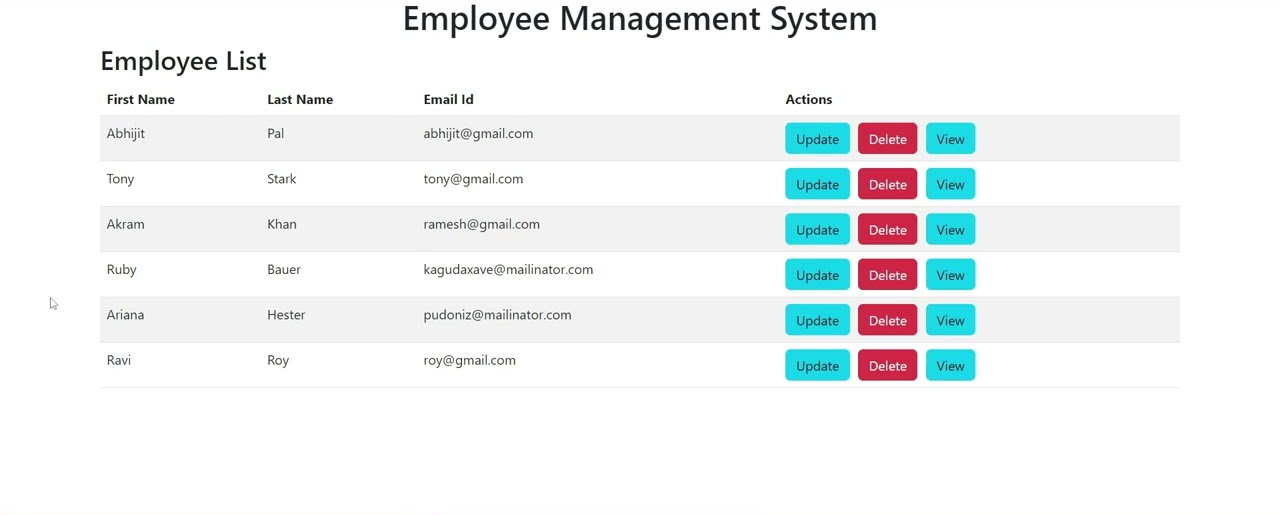 Employee Management System
Employee List
First Name Last Name Email Id Actions
Abhijit Pal abhijit@gmail.com Update Delete View
Tony Stark tony@gmail.com Update Delete View
Akram Khan ramesh@gmail.com Update Delete View
Ruby Bauer kagudaxave@mailinator.com Update Delete View
Ariana Hester pudoniz@mailinator.com Update Delete View
Ravi Roy roy@gmail.com Update Delete View